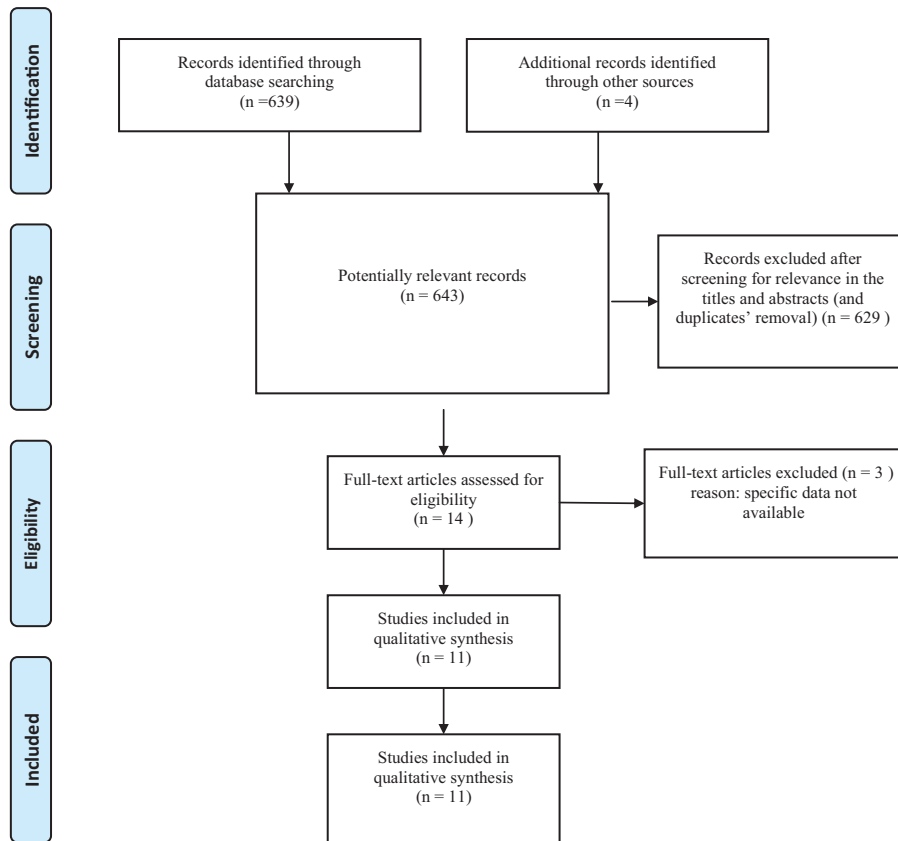 Identification
Records identified through
database searching
(n =639)
Additional records identified
through other sources
(n =4)
Screening
Potentially relevant records
(n = 643)
Records excluded after
screening for relevance in the
titles and abstracts (and
duplicates’ removal) (n = 629 )
Eligibility
Full-text articles assessed for
eligibility
(n = 14 )
Full-text articles excluded (n = 3 )
reason: specific data not
available
Studies included in
qualitative synthesis
(n = 11)
Included
Studies included in
qualitative synthesis
(n = 11)